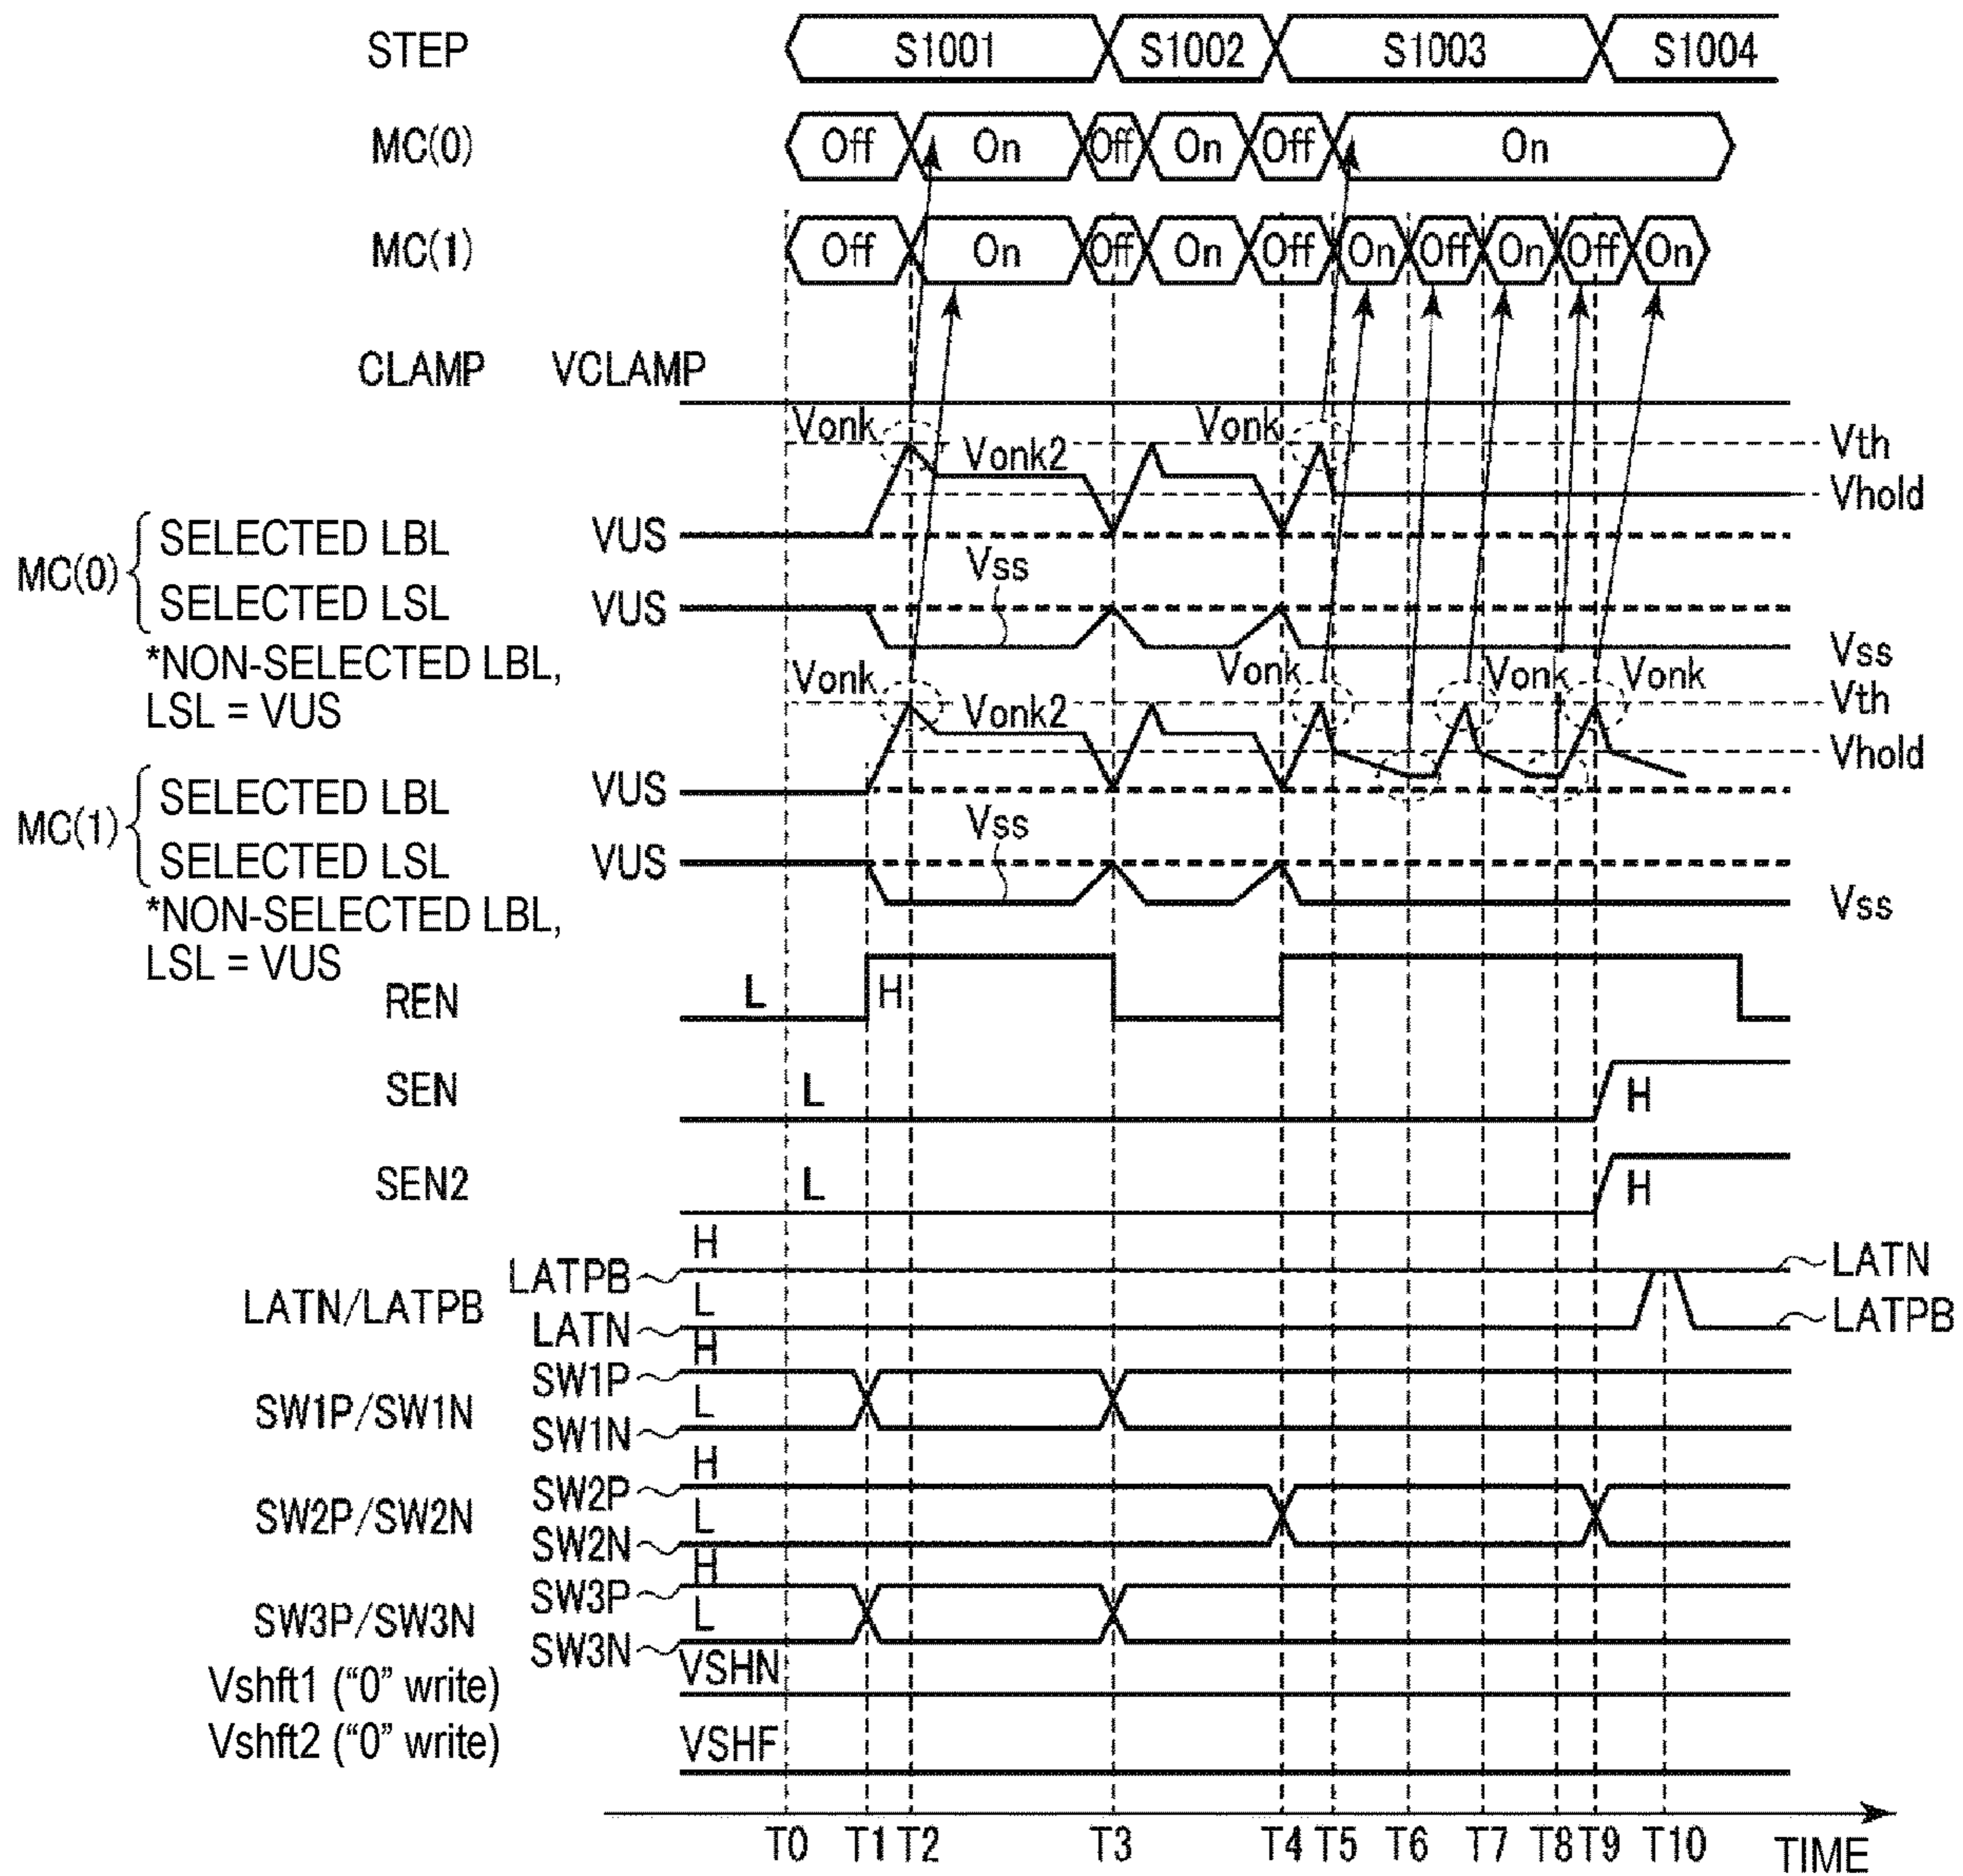 STEP S1001 S1002 S1003 S1004
MC(0) Off On Off On Off On
MC(1) Off On Off On Off On Off On Off On
CLAMP VCLAMP
Vonk Vonk Vth
Vonk2
Vhold
MC(0) SELECTED LBL VUS
Vss
SELECTED LSL VUS
*NON-SELECTED LBL, Vss
LSL = VUS
Vonk Vonk Vonk Vonk Vth
Vonk2
Vhold
MC(1) SELECTED LBL VUS
Vss
SELECTED LSL VUS
*NON-SELECTED LBL, Vss
LSL = VUS
REN L H
SEN L H
SEN2 L H
H
LATPB LATN
LATN/LATPB L
LATN LATPB
H
SW1P
SW1P/SW1N L
SW1N
H
SW2P
SW2P/SW2N L
SW2N
H
SW3P
SW3P/SW3N L
SW3N
Vshft1 (“0” write) VSHN
Vshft2 (“0” write) VSHF
T0 T1 T2 T3 T4 T5 T6 T7 T8 T9 T10 TIME